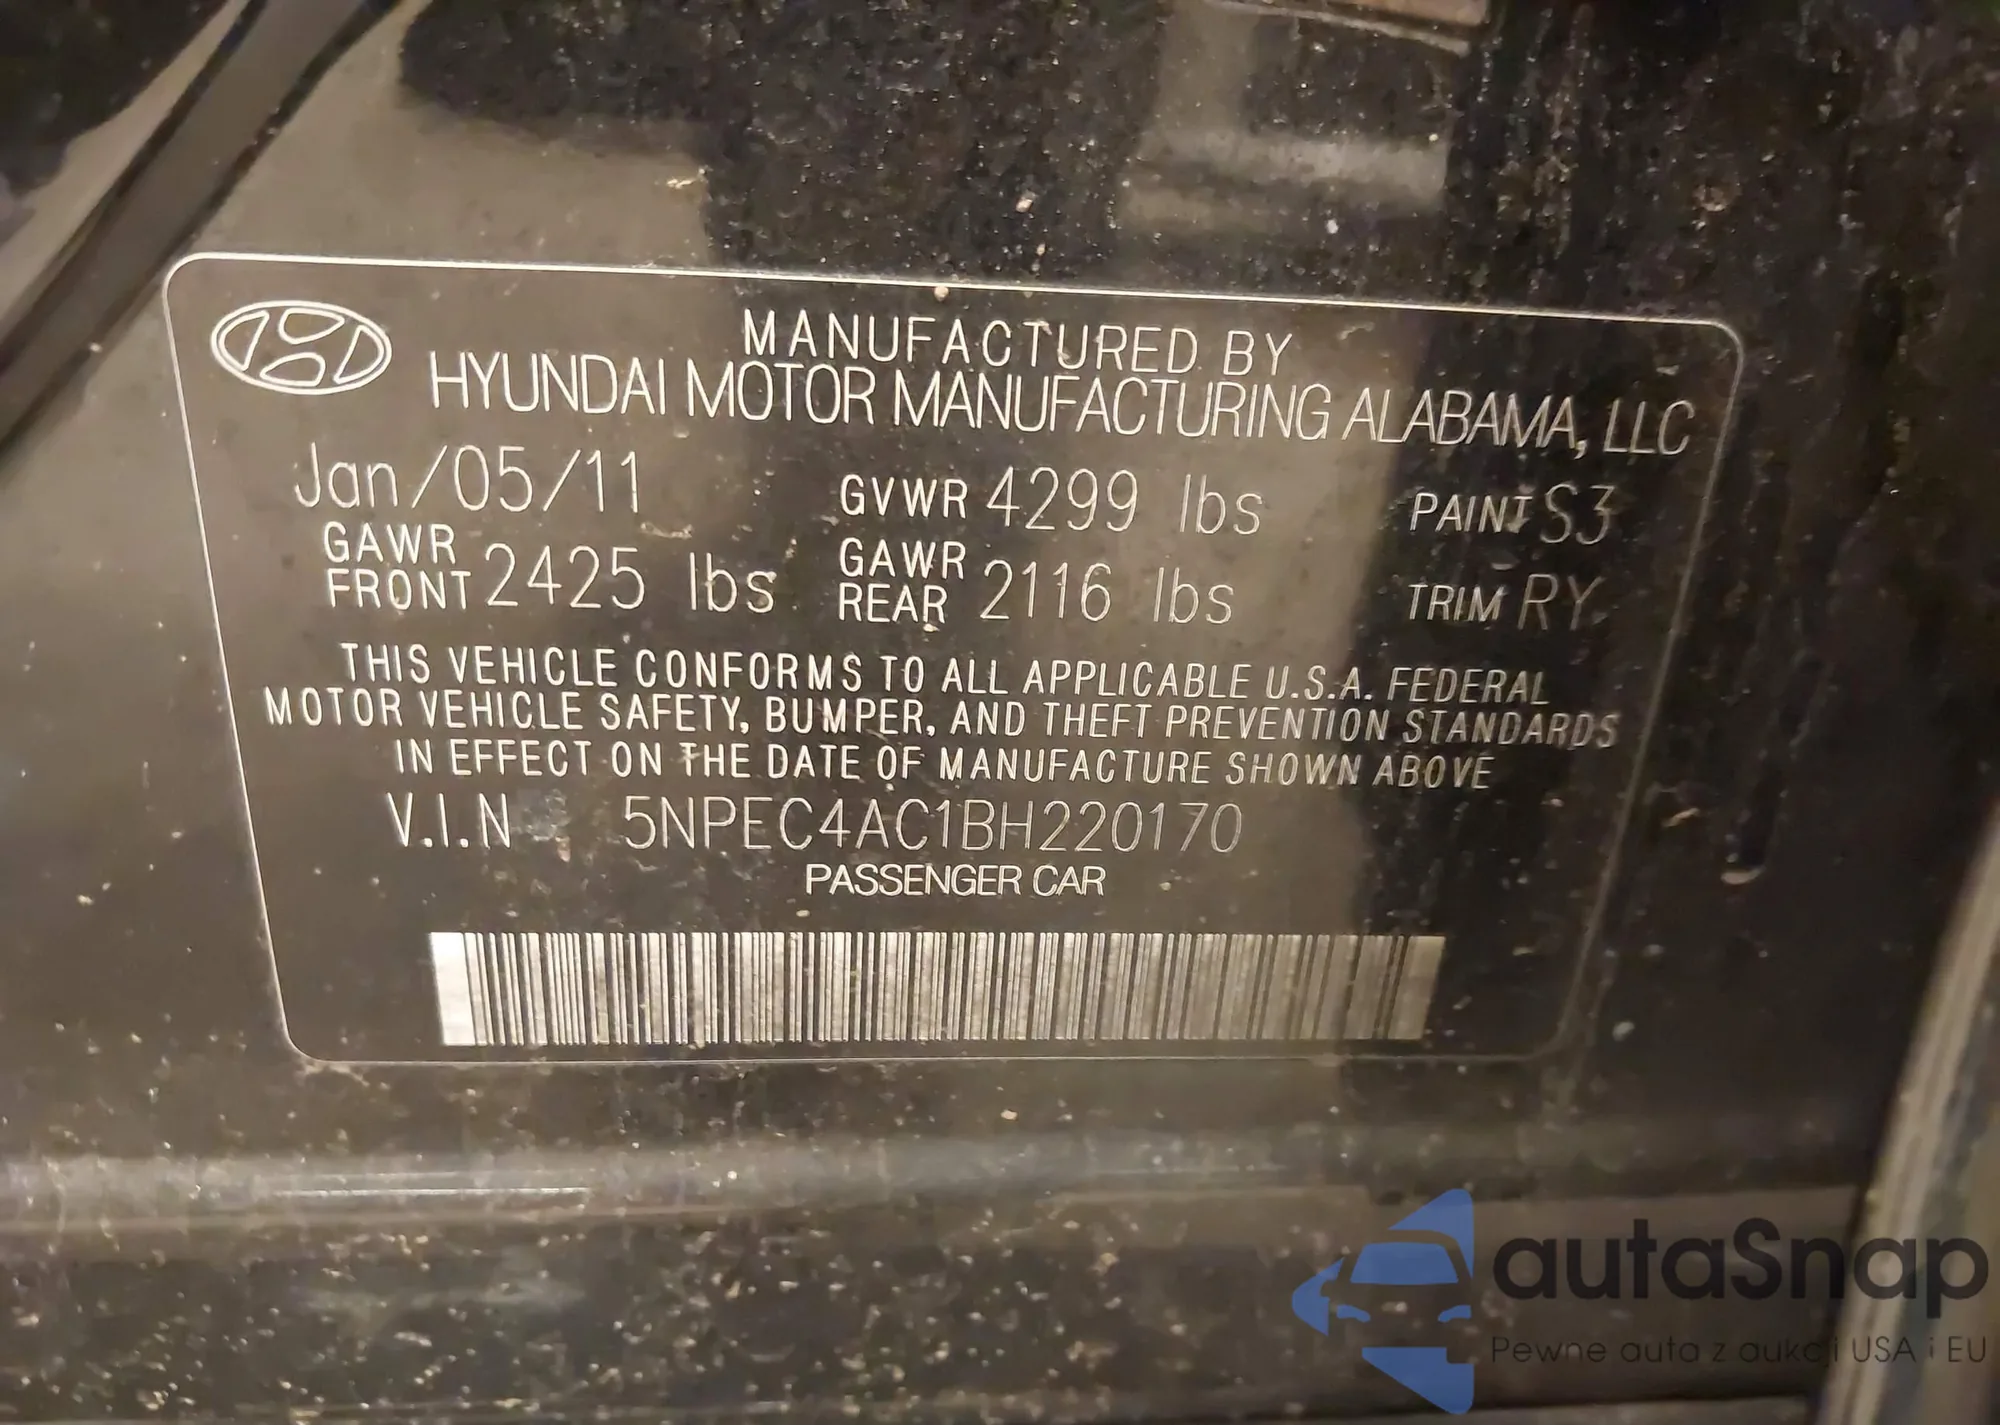 MANUFACTURED BY
HYUNDAI MOTOR MANUFACTURING ALABAMA, LLC
Jan/05/11 GVWR 4299 lbs PAINT S3
GAWR FRONT 2425 lbs GAWR REAR 2116 lbs TRIM RY
THIS VEHICLE CONFORMS TO ALL APPLICABLE U.S.A. FEDERAL
MOTOR VEHICLE SAFETY, BUMPER, AND THEFT PREVENTION STANDARDS
IN EFFECT ON THE DATE OF MANUFACTURE SHOWN ABOVE
V.I.N 5NPEC4AC1BH220170
PASSENGER CAR
autaSnap
Pewne auta z aukcji USA i EU